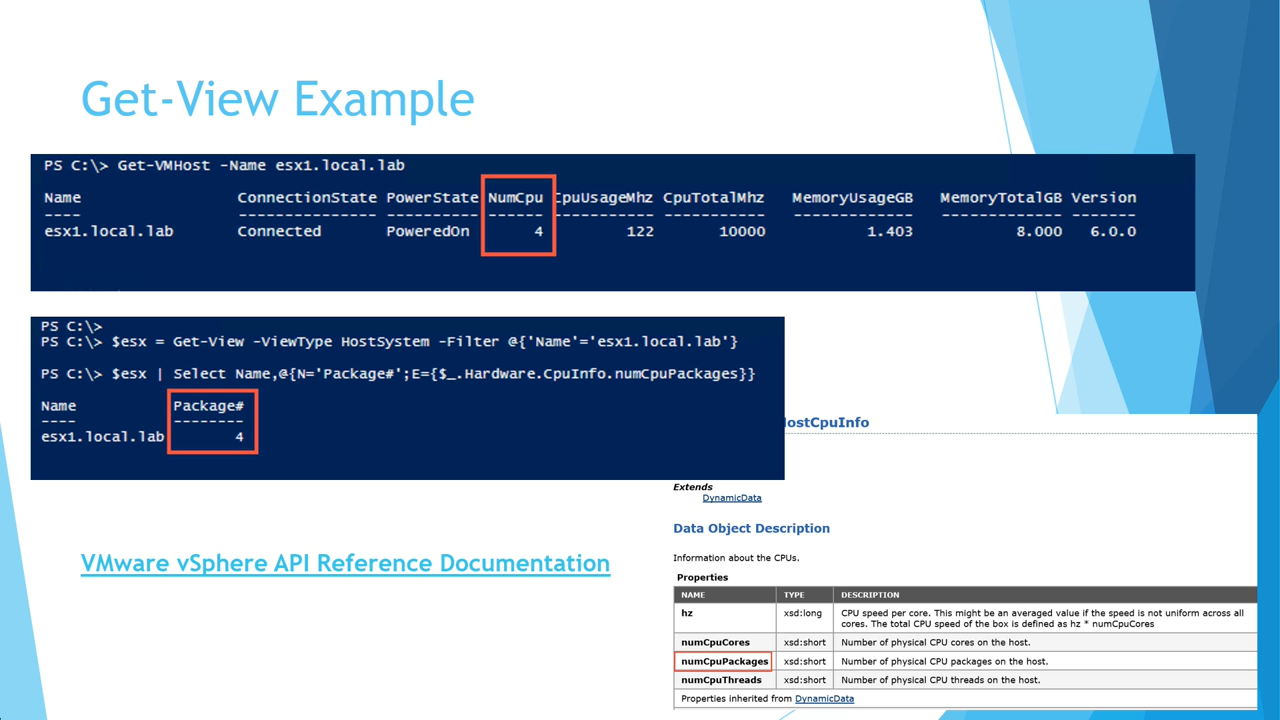 Get-View Example
PS C:\> Get-VMHost -Name esx1.local.lab
Name ConnectionState PowerState NumCpu CpuUsageMhz CpuTotalMhz MemoryUsageGB MemoryTotalGB Version
---- --------------- ---------- ------ ----------- ----------- ------------- ------------- -------
esx1.local.lab Connected PoweredOn 4 122 10000 1.403 8.000 6.0.0
PS C:\>
PS C:\> $esx = Get-View -ViewType HostSystem -Filter @{'Name'='esx1.local.lab'}
PS C:\> $esx | Select Name,@{N='Package#';E={$_.Hardware.CpuInfo.numCpuPackages}}
Name Package#
---- --------
esx1.local.lab 4
HostCpuInfo
Extends
DynamicData
Data Object Description
Information about the CPUs.
Properties
NAME TYPE DESCRIPTION
hz xsd:long CPU speed per core. This might be an averaged value if the speed is not uniform across all
cores. The total CPU speed of the box is defined as hz * numCpuCores
numCpuCores xsd:short Number of physical CPU cores on the host.
numCpuPackages xsd:short Number of physical CPU packages on the host.
numCpuThreads xsd:short Number of physical CPU threads on the host.
Properties inherited from DynamicData
VMware vSphere API Reference Documentation